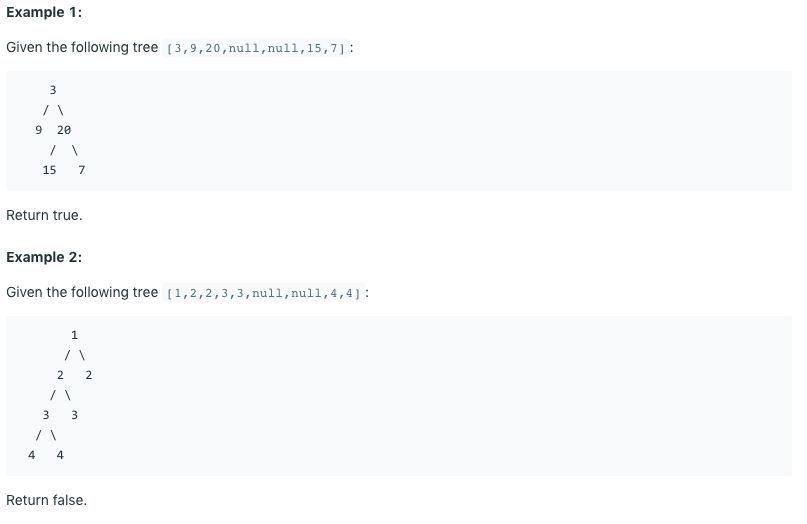 Example 1:
Given the following tree [3,9,20,null,null,15,7]:
3
/ \
9 20
/ \
15 7
Return true.
Example 2:
Given the following tree [1,2,2,3,3,null,null,4,4]:
1
/ \
2 2
/ \
3 3
/ \
4 4
Return false.